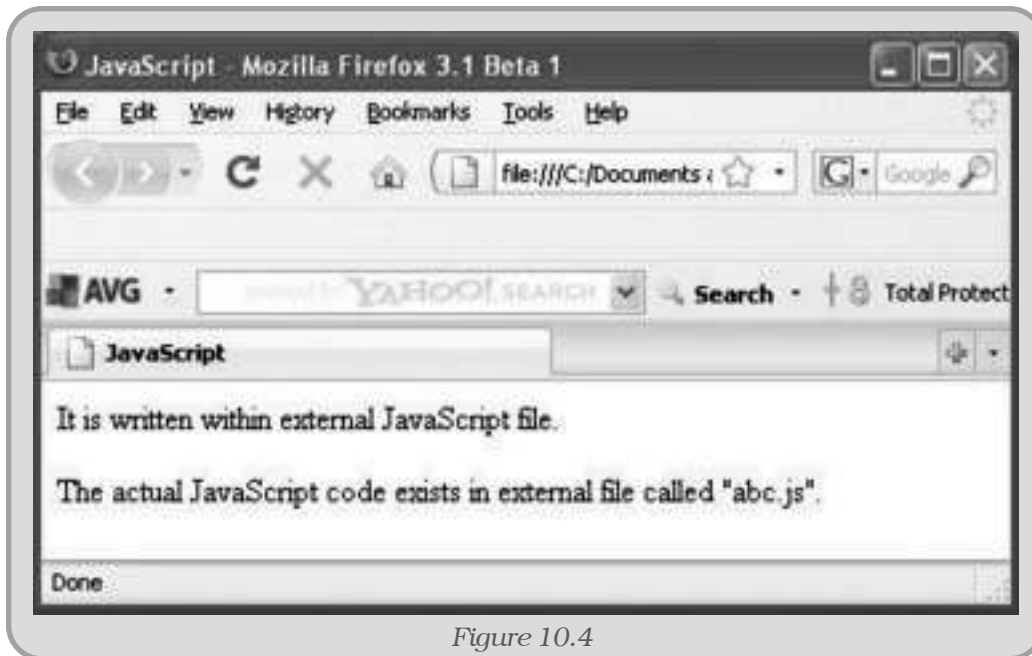 JavaScript - Mozilla Firefox 3.1 Beta 1
File Edit View History Bookmarks Tools Help
file:///C:/Documents a G Google
AVG YAHOO! SEARCH Search Total Protect
JavaScript
It is written within external JavaScript file.
The actual JavaScript code exists in external file called "abc.js".
Done
Figure 10.4